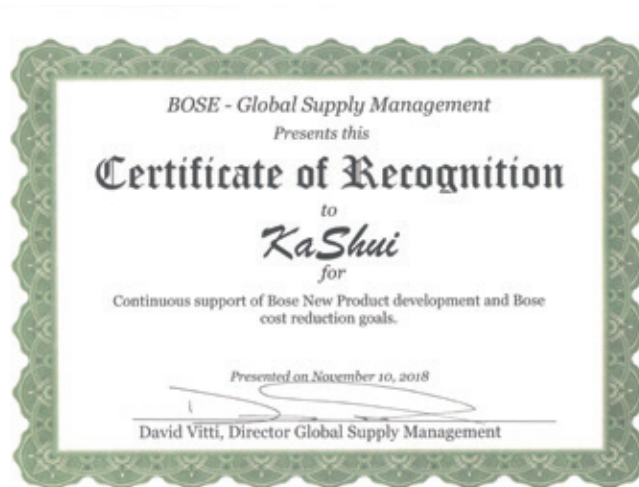 BOSE - Global Supply Management
Presents this
Certificate of Recognition
to
KaShui
for
Continuous support of Bose New Product development and Bose
cost reduction goals.
Presented on November 10, 2018
David Vitti, Director Global Supply Management